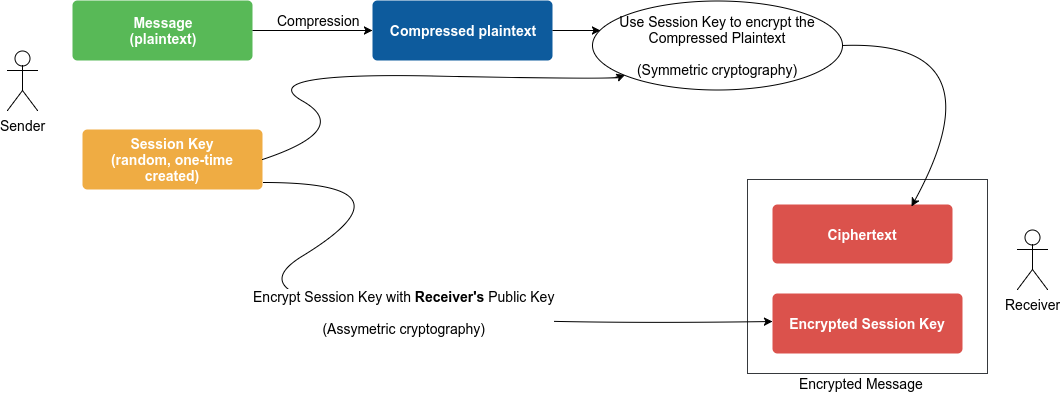 Message
(plaintext)
Compression
Compressed plaintext
Use Session Key to encrypt the
Compressed Plaintext
(Symmetric cryptography)
Sender
Session Key
(random, one-time
created)
Ciphertext
Encrypt Session Key with Receiver's Public Key
(Assymetric cryptography)
Encrypted Session Key
Receiver
Encrypted Message